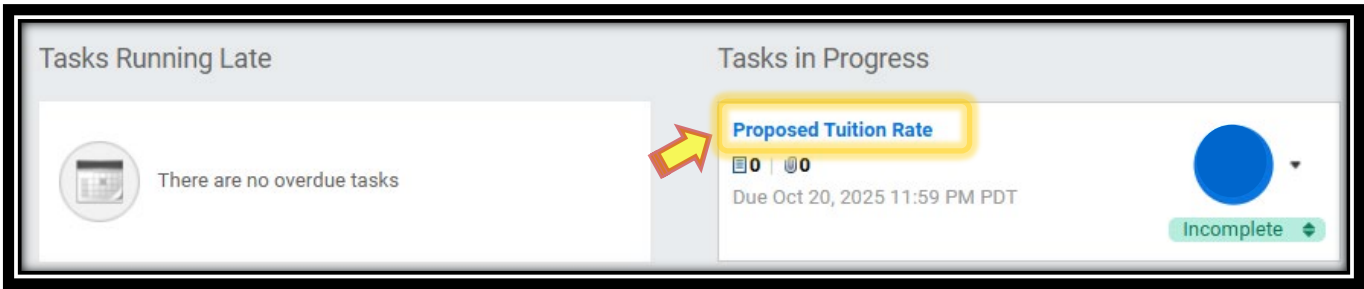 Tasks Running Late
There are no overdue tasks
Tasks in Progress
Proposed Tuition Rate
0 | 0
Due Oct 20, 2025 11:59 PM PDT
Incomplete